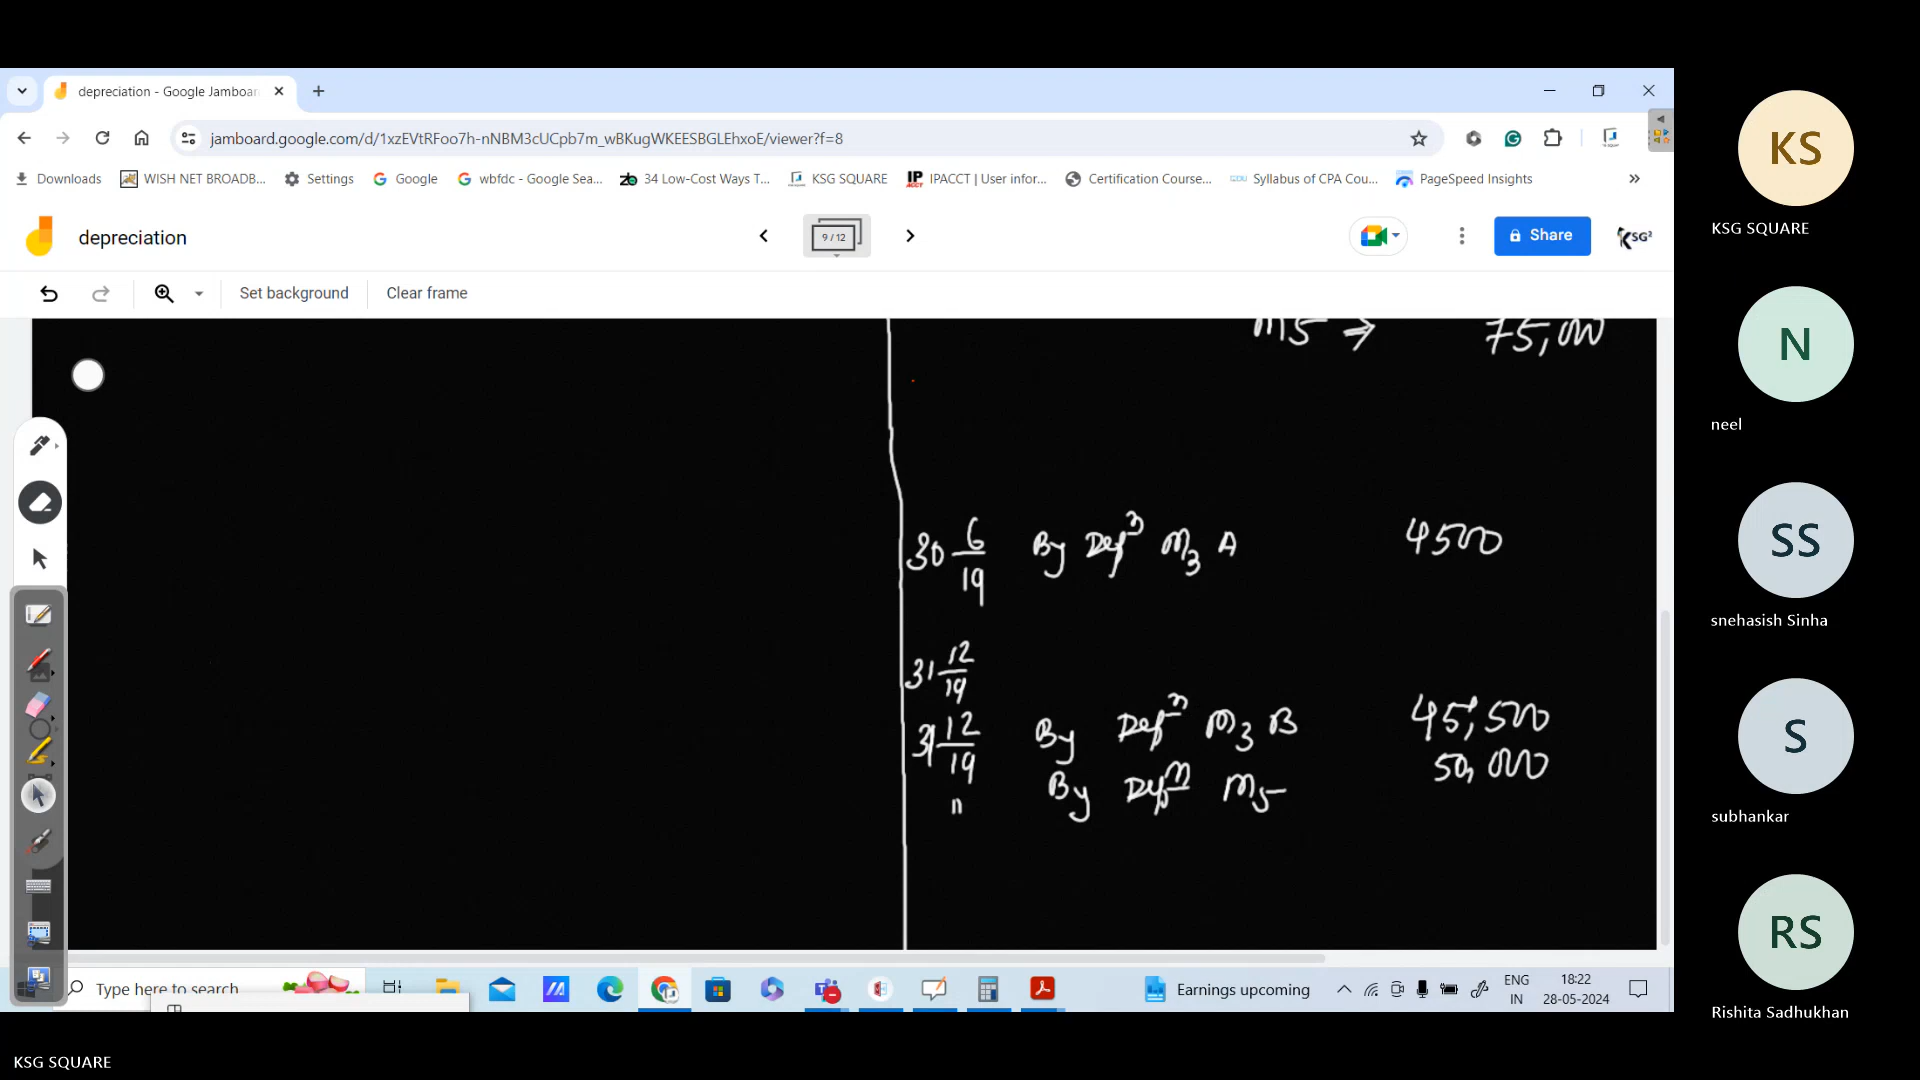 depreciation - Google Jamboar
jamboard.google.com/d/1xzEVtRFoo7h-nNBM3cUCpb7m_wBKugWKEESBGLEhxoE/viewer?f=8
Downloads WISH NET BROADB... Settings Google wbfdc - Google Sea... 34 Low-Cost Ways T... KSG SQUARE IPACCT | User infor... Certification Course... Syllabus of CPA Cou... PageSpeed Insights
depreciation
9 / 12
Share
KSG²
Set background Clear frame
M5 → 75,000
30 6/19 By Depn M3 A 4500
31 12/19
31 12/19 By Depn M3 B 45,500
" By Depn M5 50,000
Type here to search
Earnings upcoming
ENG
IN
18:22
28-05-2024
KS
KSG SQUARE
N
neel
SS
snehasish Sinha
S
subhankar
RS
Rishita Sadhukhan
KSG SQUARE